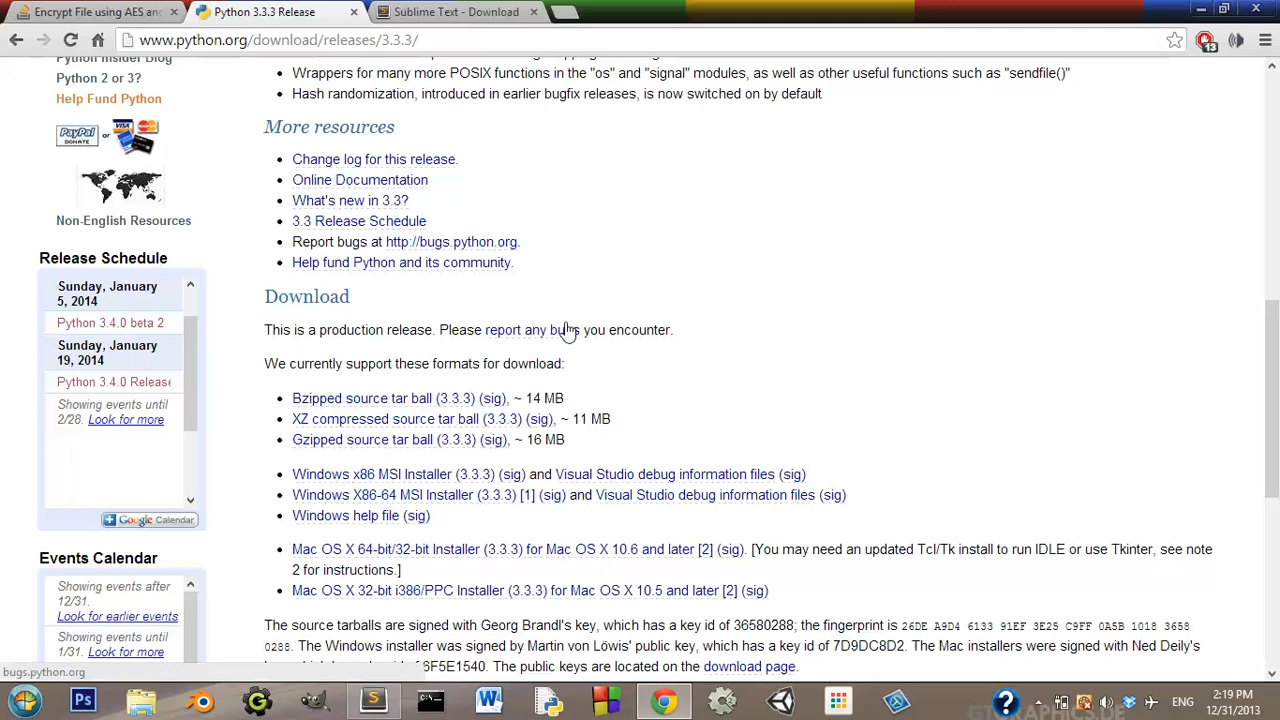 Encrypt File using AES and
Python 3.3.3 Release
Sublime Text - Download
www.python.org/download/releases/3.3.3/
13
Python Insider Blog
Python 2 or 3?
Help Fund Python
PayPal
DONATE
or
VISA
Non-English Resources
Release Schedule
Sunday, January
5, 2014
Python 3.4.0 beta 2
Sunday, January
19, 2014
Python 3.4.0 Release
Showing events until
2/28. Look for more
Google Calendar
Events Calendar
Showing events after
12/31.
Look for earlier events
Showing events until
1/31. Look for more
Wrappers for many more POSIX functions in the "os" and "signal" modules, as well as other useful functions such as "sendfile()"
Hash randomization, introduced in earlier bugfix releases, is now switched on by default
More resources
Change log for this release.
Online Documentation
What's new in 3.3?
3.3 Release Schedule
Report bugs at http://bugs.python.org.
Help fund Python and its community.
Download
This is a production release. Please report any bugs you encounter.
We currently support these formats for download:
Bzipped source tar ball (3.3.3) (sig), ~ 14 MB
XZ compressed source tar ball (3.3.3) (sig), ~ 11 MB
Gzipped source tar ball (3.3.3) (sig), ~ 16 MB
Windows x86 MSI Installer (3.3.3) (sig) and Visual Studio debug information files (sig)
Windows X86-64 MSI Installer (3.3.3) [1] (sig) and Visual Studio debug information files (sig)
Windows help file (sig)
Mac OS X 64-bit/32-bit Installer (3.3.3) for Mac OS X 10.6 and later [2] (sig). [You may need an updated Tcl/Tk install to run IDLE or use Tkinter, see note
2 for instructions.]
Mac OS X 32-bit i386/PPC Installer (3.3.3) for Mac OS X 10.5 and later [2] (sig)
The source tarballs are signed with Georg Brandl's key, which has a key id of 36580288; the fingerprint is 26DE A9D4 6133 91EF 3E25 C9FF 0A5B 1018 3658
0288. The Windows installer was signed by Martin von Löwis' public key, which has a key id of 7D9DC8D2. The Mac installers were signed with Ned Deily's
6F5E1540. The public keys are located on the download page.
bugs.python.org
Ps
ENG
2:19 PM
12/31/2013